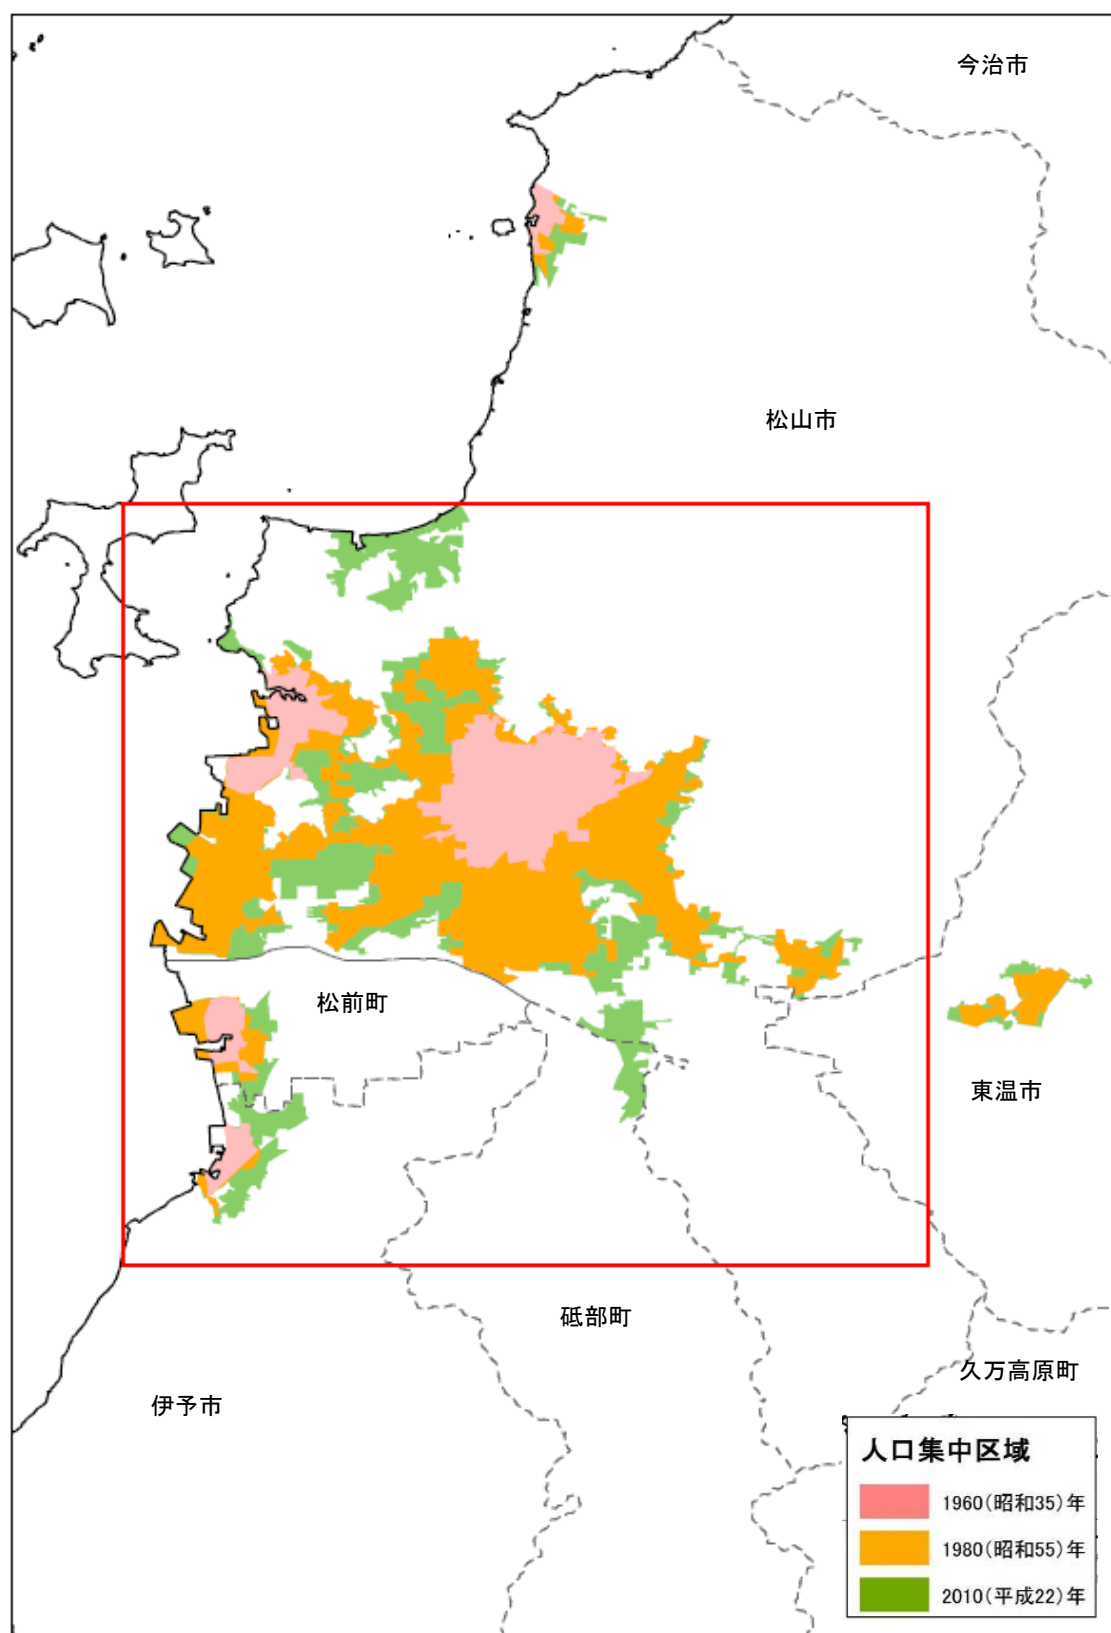 今治市
松山市
松前町
東温市
砥部町
久万高原町
伊予市
人口集中区域
1960(昭和35)年
1980(昭和55)年
2010(平成22)年